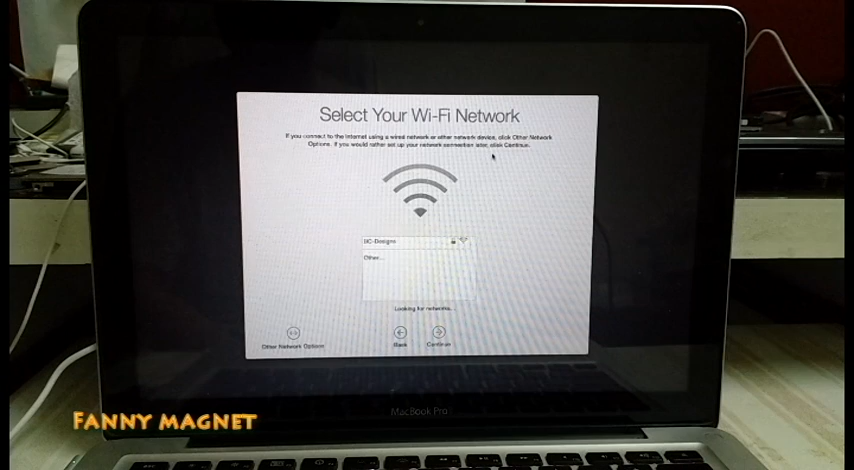 Select Your Wi-Fi Network
If you connect to the Internet using a wired network or other network device, click Other Network
Options. If you would rather set up your network connection later, click Continue.
Other...
Looking for networks...
Other Network Options
Back
Continue
MacBook Pro
FANNY MAGNET